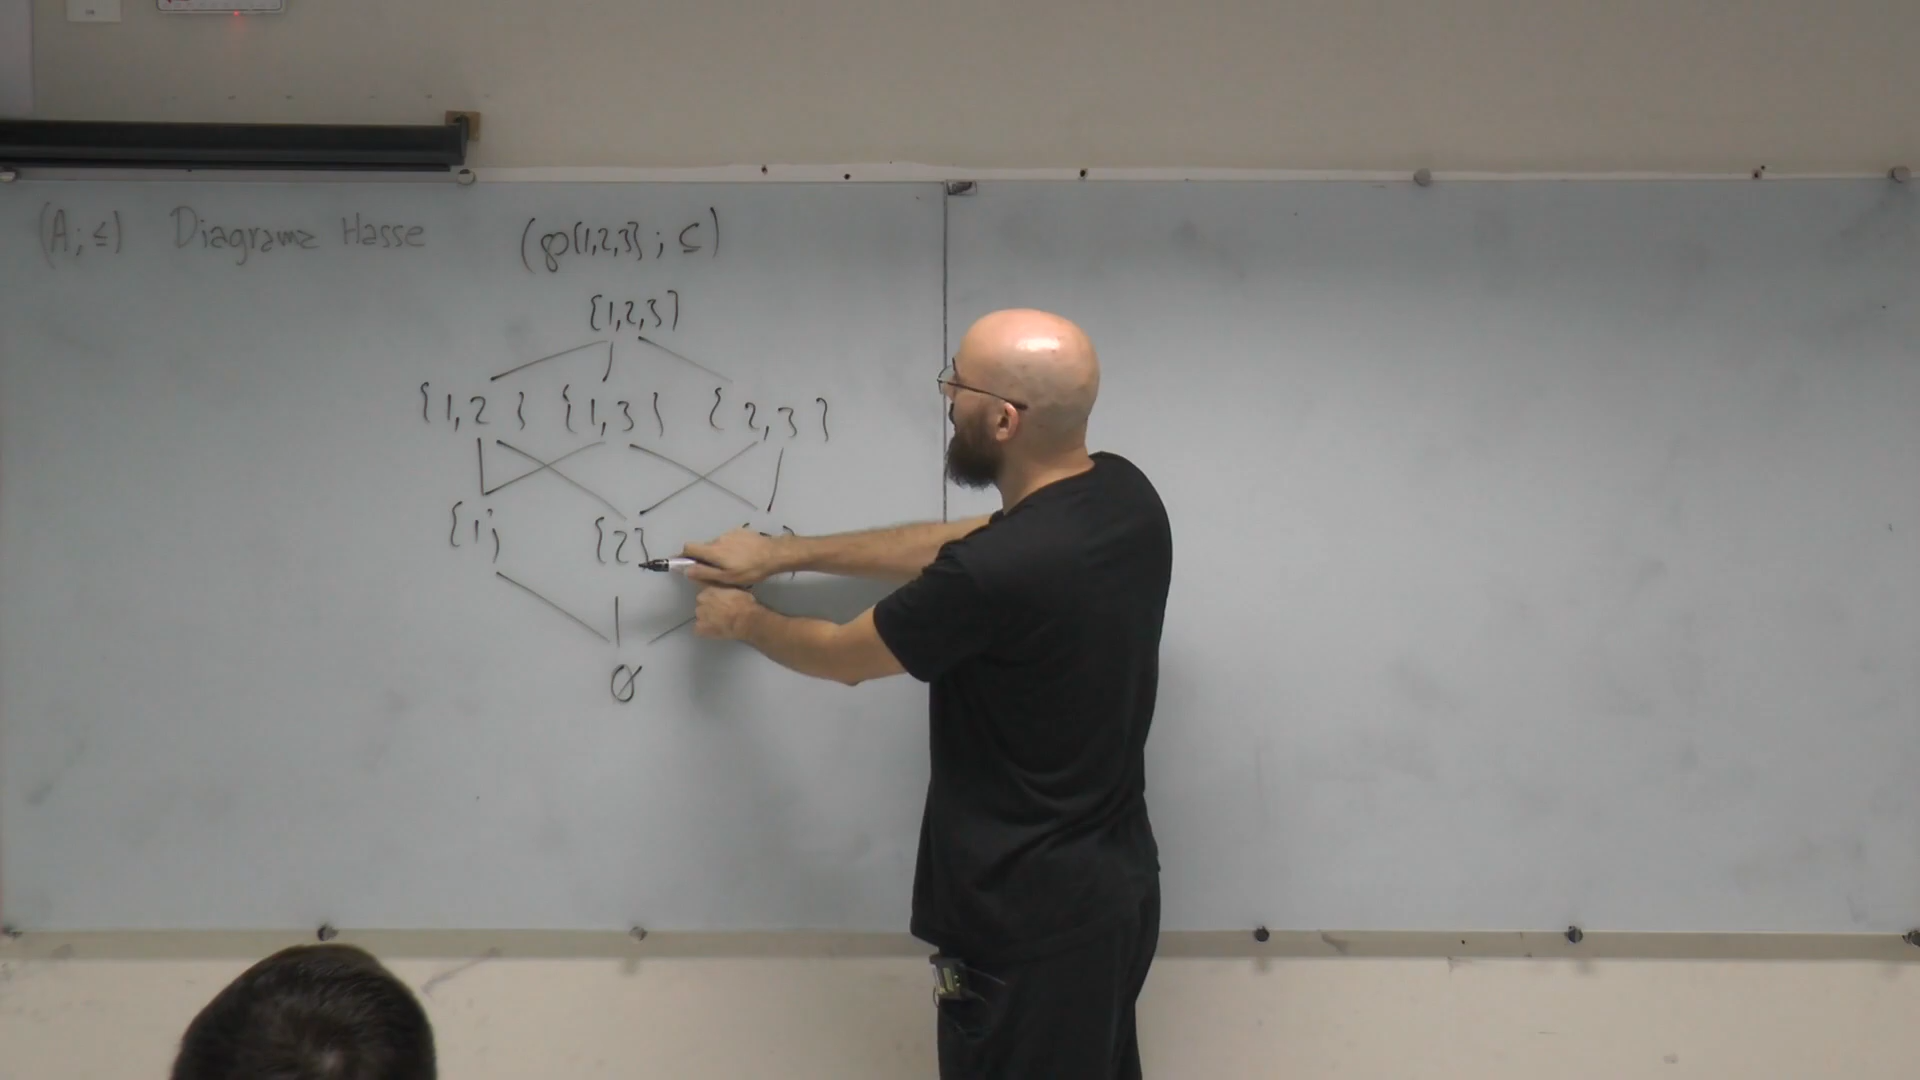 (A; ≤) Diagrama Hasse (℘{1,2,3} ; ⊆)
{1,2,3}
{1,2} {1,3} {2,3}
{1} {2}
∅